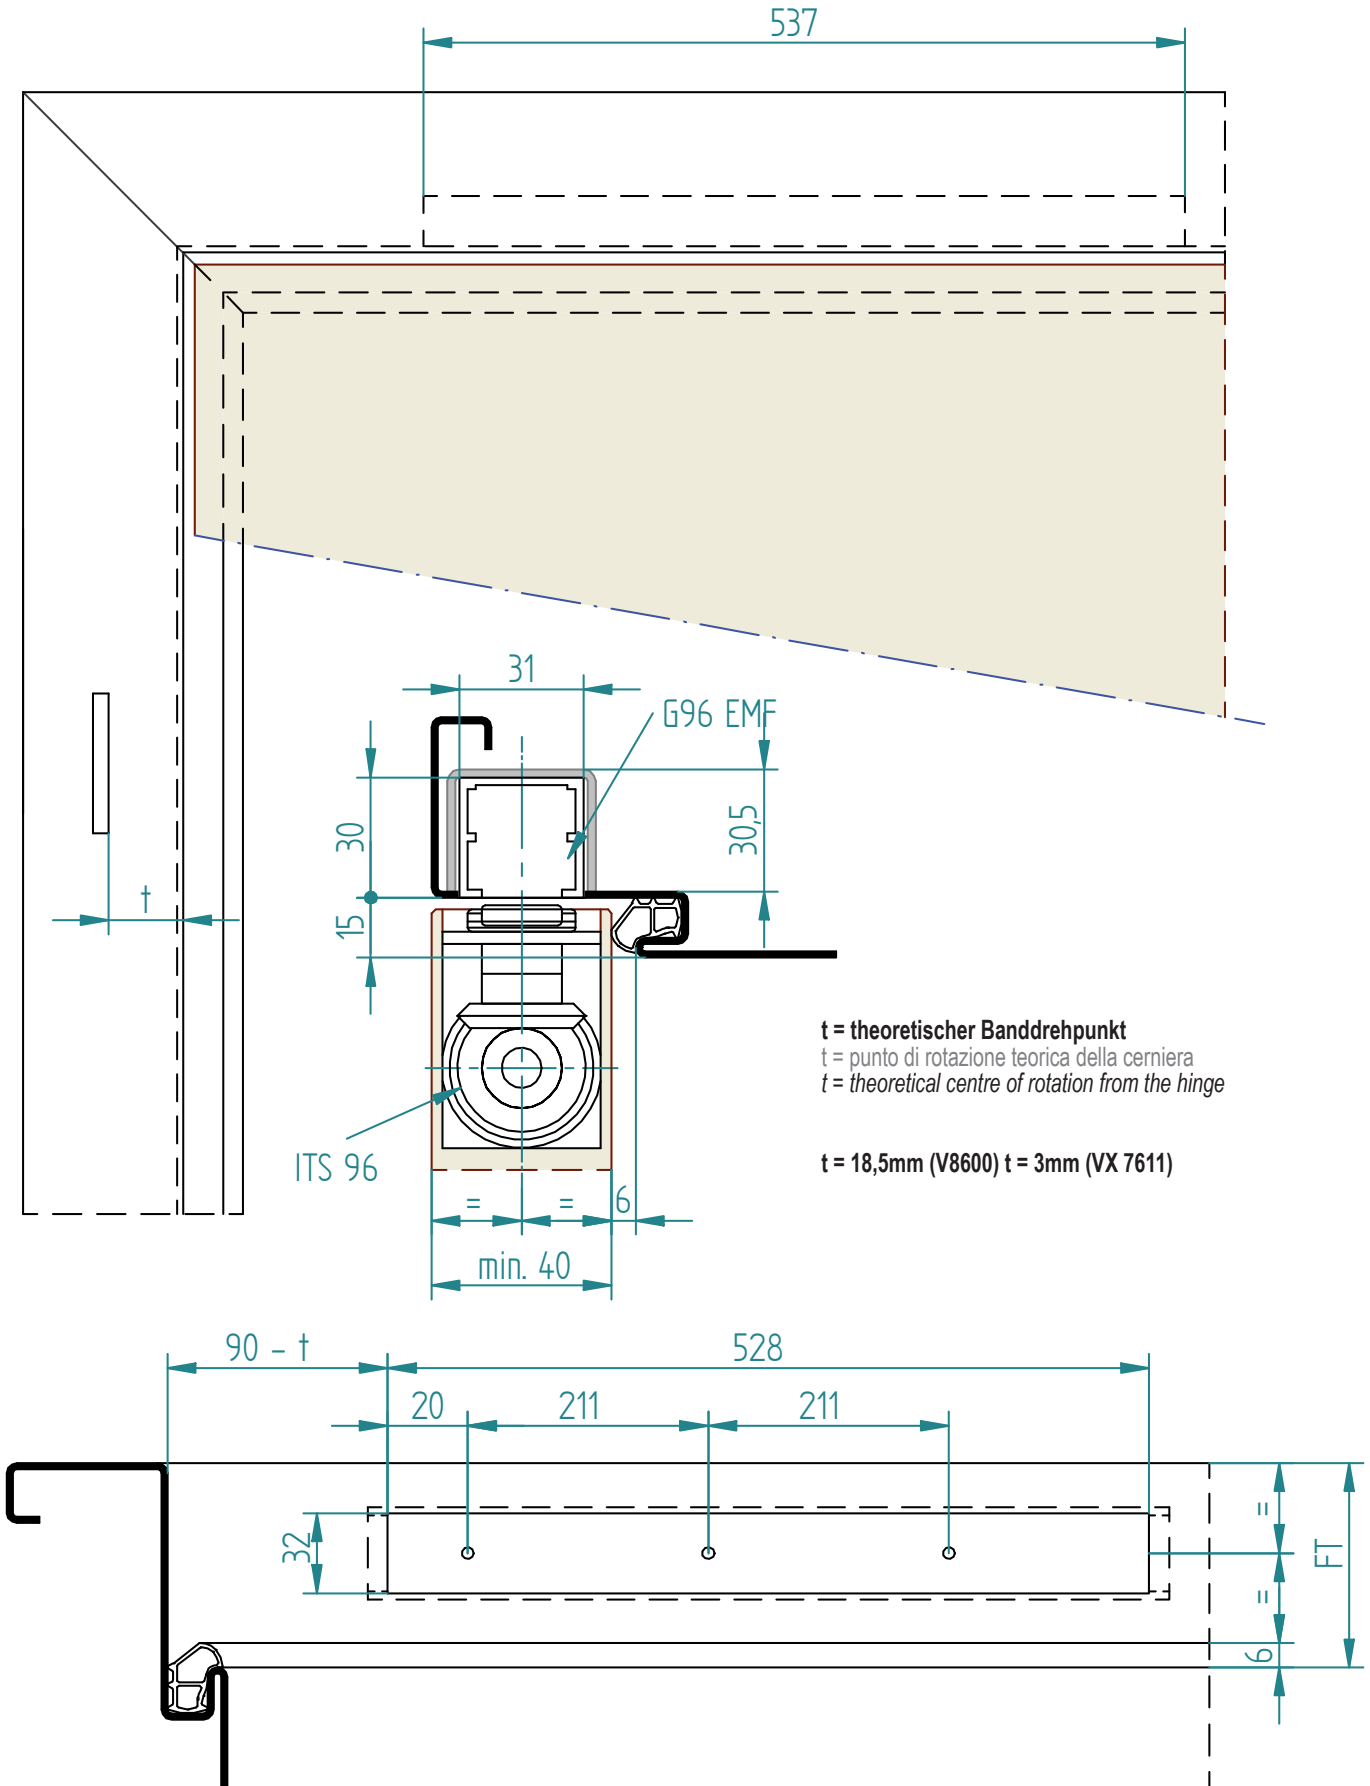 537
31
G96 EMF
30
30,5
t
15
t = theoretischer Banddrehpunkt
t = punto di rotazione teorica della cerniera
t = theoretical centre of rotation from the hinge
t = 18,5mm (V8600) t = 3mm (VX 7611)
ITS 96
= = 6
min. 40
90 - t
528
20
211
211
32
=
FT
=
6